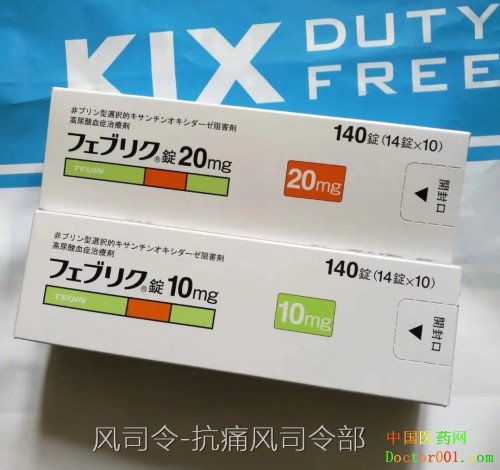 KIX DUTY
FREE
非プリン型選択的キサンチンオキシダーゼ阻害剤
高尿酸血症治療剤
フェブリク®錠20mg
TEIJIN
20mg
140錠(14錠×10)
開封口
非プリン型選択的キサンチンオキシダーゼ阻害剤
高尿酸血症治療剤
フェブリク®錠10mg
TEIJIN
10mg
140錠(14錠×10)
開封口
风司令-抗痛风司令部
中国医药网
Doctor001.com